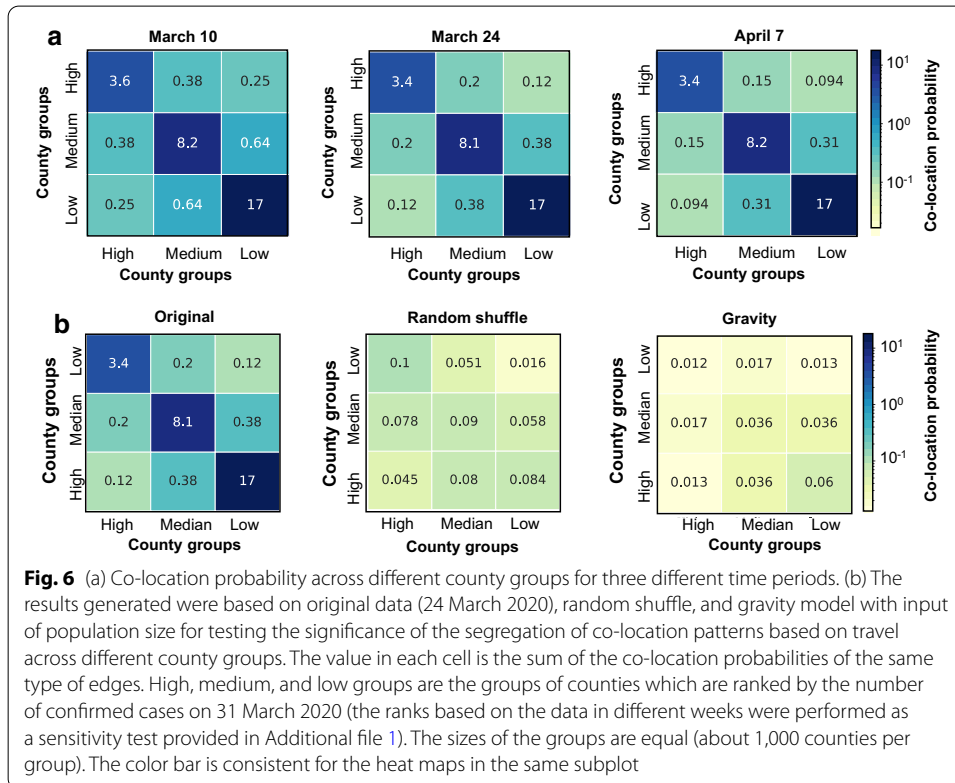 a
March 10
March 24
April 7
County groups
High
Medium
Low
3.6 0.38 0.25
0.38 8.2 0.64
0.25 0.64 17
High Medium Low
County groups
County groups
High
Medium
Low
3.4 0.2 0.12
0.2 8.1 0.38
0.12 0.38 17
High Medium Low
County groups
County groups
High
Medium
Low
3.4 0.15 0.094
0.15 8.2 0.31
0.094 0.31 17
High Medium Low
County groups
10^1
10^0
10^-1
Co-location probability
b
Original
Random shuffle
Gravity
County groups
Low
Median
High
3.4 0.2 0.12
0.2 8.1 0.38
0.12 0.38 17
High Median Low
County groups
County groups
Low
Median
High
0.1 0.051 0.016
0.078 0.09 0.058
0.045 0.08 0.084
High Median Low
County groups
County groups
Low
Median
High
0.012 0.017 0.013
0.017 0.036 0.036
0.013 0.036 0.06
High Median Low
County groups
10^1
10^0
10^-1
Co-location probability
Fig. 6 (a) Co-location probability across different county groups for three different time periods. (b) The
results generated were based on original data (24 March 2020), random shuffle, and gravity model with input
of population size for testing the significance of the segregation of co-location patterns based on travel
across different county groups. The value in each cell is the sum of the co-location probabilities of the same
type of edges. High, medium, and low groups are the groups of counties which are ranked by the number
of confirmed cases on 31 March 2020 (the ranks based on the data in different weeks were performed as
a sensitivity test provided in Additional file 1). The sizes of the groups are equal (about 1,000 counties per
group). The color bar is consistent for the heat maps in the same subplot